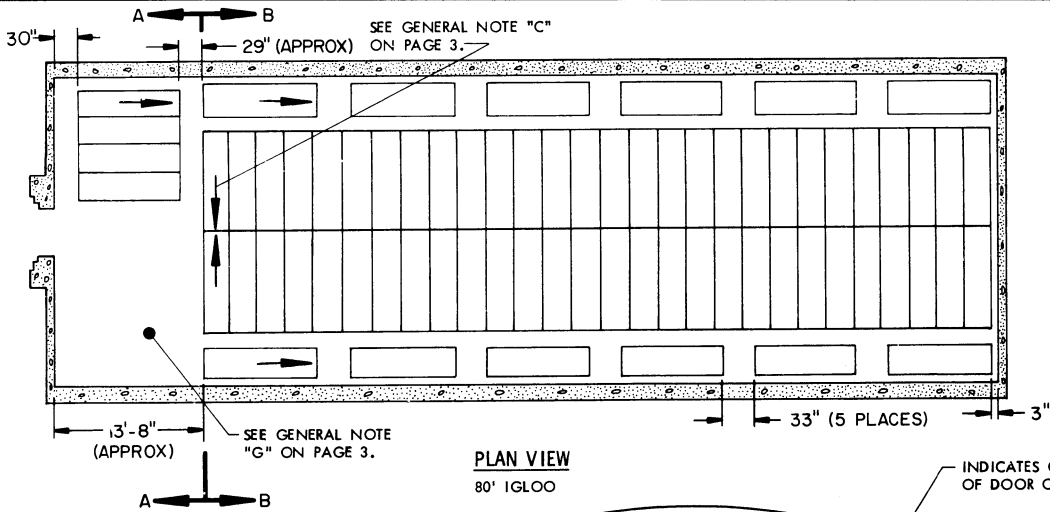 A B
30"
29" (APPROX)
SEE GENERAL NOTE "C"
ON PAGE 3.
13'-8"
(APPROX)
SEE GENERAL NOTE
"G" ON PAGE 3.
33" (5 PLACES)
3"
PLAN VIEW
80' IGLOO
A B
INDICATES
OF DOOR